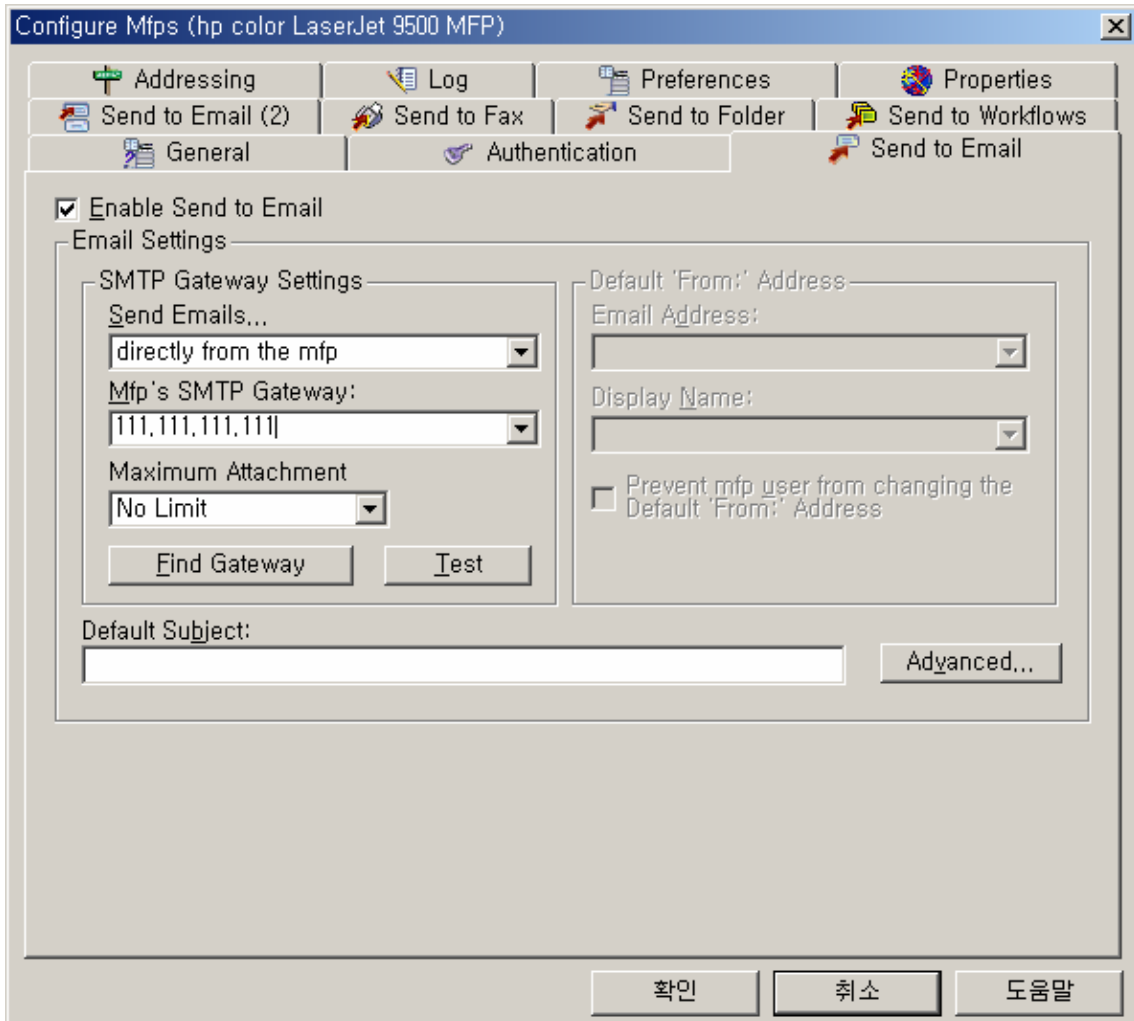 Configure Mfps (hp color LaserJet 9500 MFP)
Addressing Log Preferences Properties
Send to Email (2) Send to Fax Send to Folder Send to Workflows
General Authentication Send to Email
Enable Send to Email
Email Settings
SMTP Gateway Settings
Send Emails...
directly from the mfp
Mfp's SMTP Gateway:
111.111.111.111
Maximum Attachment
No Limit
Find Gateway Test
Default 'From:' Address
Email Address:
Display Name:
Prevent mfp user from changing the
Default 'From:' Address
Default Subject:
Advanced...
확인 취소 도움말